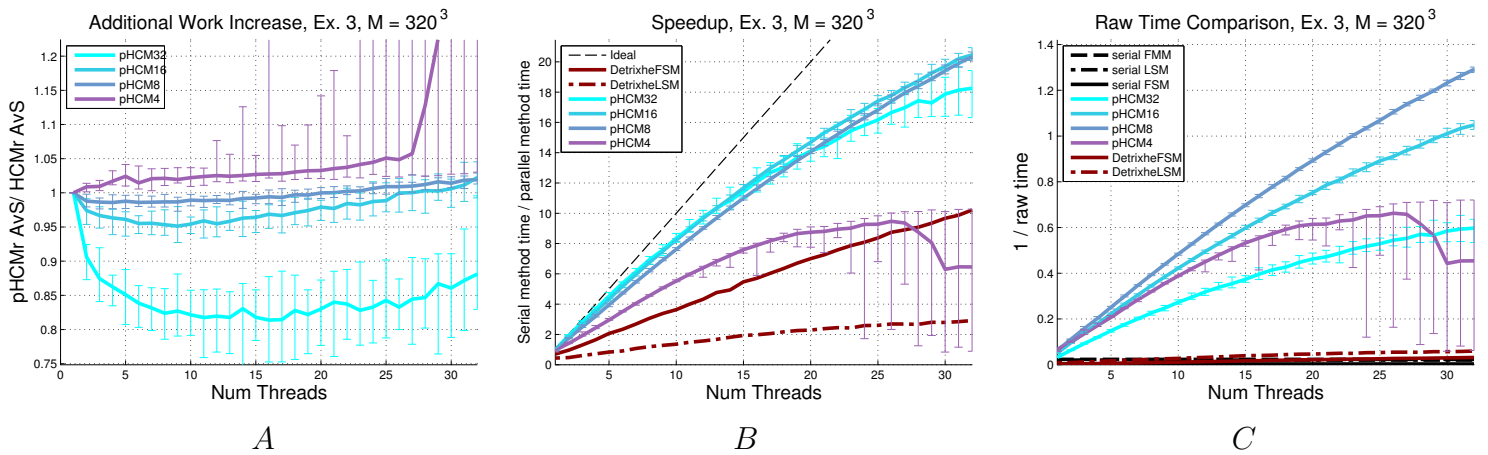 Additional Work Increase, Ex. 3, M = 320³
pHCMr AvS/ HCMr AvS
1.2
1.15
1.1
1.05
1
0.95
0.9
0.85
0.8
0.75
pHCM32
pHCM16
pHCM8
pHCM4
0 5 10 15 20 25 30
Num Threads
A
Speedup, Ex. 3, M = 320³
Serial method time / parallel method time
20
18
16
14
12
10
8
6
4
2
0
Ideal
DetrixheFSM
DetrixheLSM
pHCM32
pHCM16
pHCM8
pHCM4
5 10 15 20 25 30
Num Threads
B
Raw Time Comparison, Ex. 3, M = 320³
1 / raw time
1.4
1.2
1
0.8
0.6
0.4
0.2
0
serial FMM
serial LSM
serial FSM
pHCM32
pHCM16
pHCM8
pHCM4
DetrixheFSM
DetrixheLSM
5 10 15 20 25 30
Num Threads
C